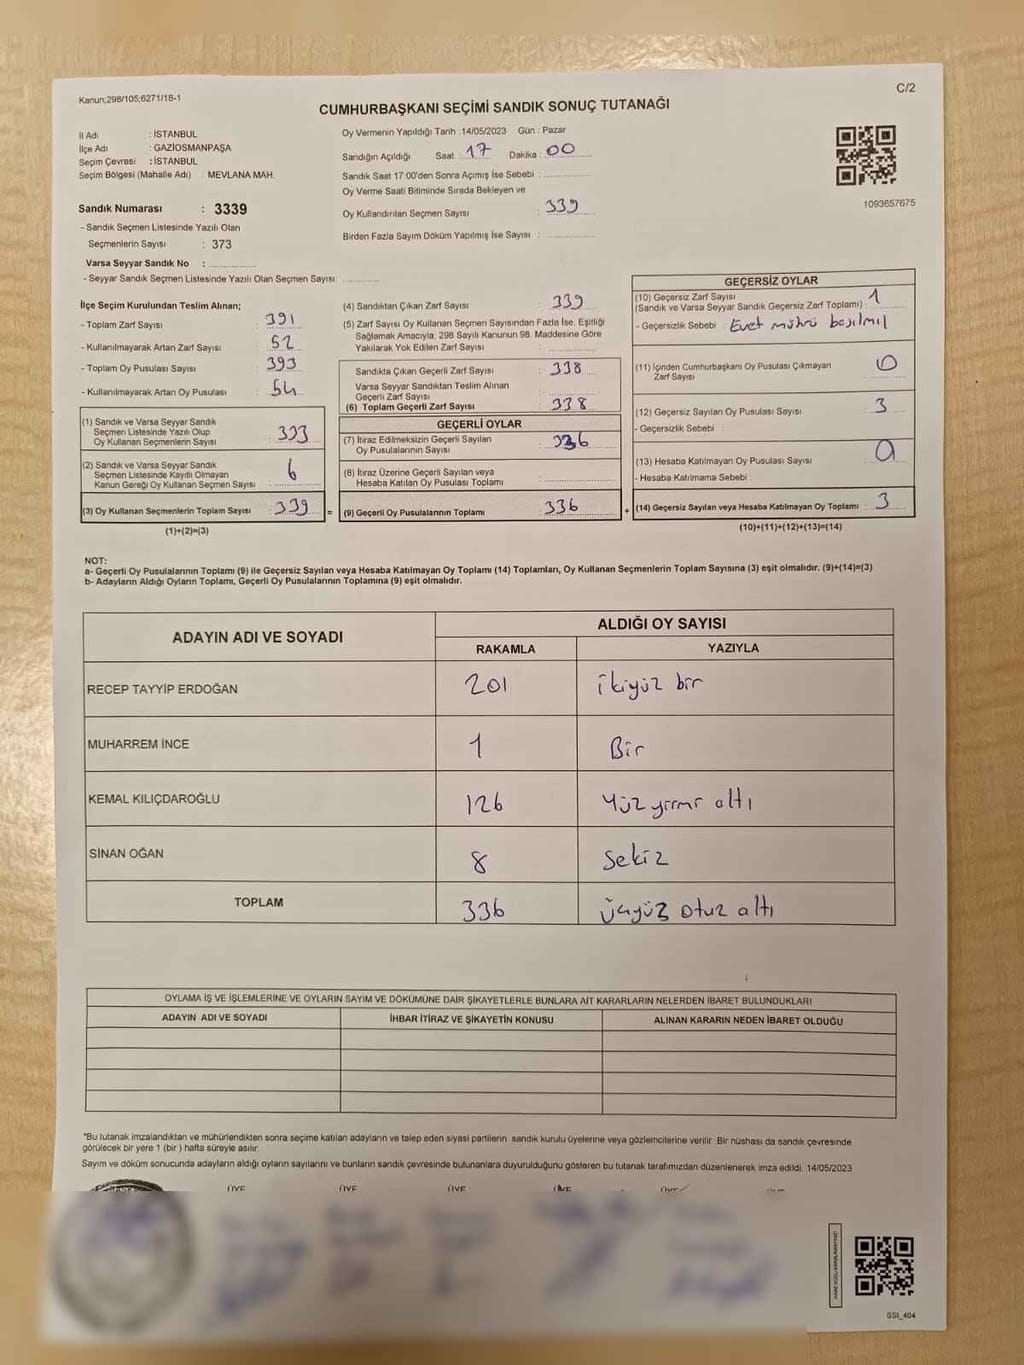 Kanun;298/105;6271/18-1
C/2
CUMHURBAŞKANI SEÇİMİ SANDIK SONUÇ TUTANAĞI
İl Adı : İSTANBUL
İlçe Adı : GAZİOSMANPAŞA
Seçim Çevresi : İSTANBUL
Seçim Bölgesi (Mahalle Adı) : MEVLANA MAH.
Sandık Numarası : 3339
- Sandık Seçmen Listesinde Yazılı Olan
Seçmenlerin Sayısı : 373
Varsa Seyyar Sandık No :
- Seyyar Sandık Seçmen Listesinde Yazılı Olan Seçmen Sayısı:
Oy Vermenin Yapıldığı Tarih : 14/05/2023 Gün : Pazar
Sandığın Açıldığı Saat : 17 Dakika : 00
Sandık Saat 17:00'den Sonra Açımış İse Sebebi :
Oy Verme Saati Bitiminde Sırada Bekleyen ve
Oy Kullandırılan Seçmen Sayısı : 339
Birden Fazla Sayım Döküm Yapılmış İse Sayısı :
1093657675
İlçe Seçim Kurulundan Teslim Alınan;
- Toplam Zarf Sayısı : 391
- Kullanılmayarak Artan Zarf Sayısı : 52
- Toplam Oy Pusulası Sayısı : 393
- Kullanılmayarak Artan Oy Pusulası : 54
(1) Sandık ve Varsa Seyyar Sandık
Seçmen Listesinde Yazılı Olup
Oy Kullanan Seçmenlerin Sayısı : 333
(2) Sandık ve Varsa Seyyar Sandık
Seçmen Listesinde Kayıtlı Olmayan
Kanun Gereği Oy Kullanan Seçmen Sayısı : 6
(3) Oy Kullanan Seçmenlerin Toplam Sayısı : 339 =
(1)+(2)=(3)
(4) Sandıktan Çıkan Zarf Sayısı : 339
(5) Zarf Sayısı Oy Kullanan Seçmen Sayısından Fazla İse, Eşitliği
Sağlamak Amacıyla, 298 Sayılı Kanunun 98. Maddesine Göre
Yakılarak Yok Edilen Zarf Sayısı :
Sandıkta Çıkan Geçerli Zarf Sayısı : 338
Varsa Seyyar Sandıktan Teslim Alınan
Geçerli Zarf Sayısı :
(6) Toplam Geçerli Zarf Sayısı : 338
GEÇERLİ OYLAR
(7) İtiraz Edilmeksizin Geçerli Sayılan
Oy Pusulalarının Sayısı : 336
(8) İtiraz Üzerine Geçerli Sayılan veya
Hesaba Katılan Oy Pusulası Toplamı :
(9) Geçerli Oy Pusulalarının Toplamı : 336 +
GEÇERSİZ OYLAR
(10) Geçersiz Zarf Sayısı
(Sandık ve Varsa Seyyar Sandık Geçersiz Zarf Toplamı) : 1
- Geçersizlik Sebebi : Evet mührü basılmıl
(11) İçinden Cumhurbaşkanı Oy Pusulası Çıkmayan
Zarf Sayısı : 0
(12) Geçersiz Sayılan Oy Pusulası Sayısı : 3
- Geçersizlik Sebebi :
(13) Hesaba Katılmayan Oy Pusulası Sayısı : 0
- Hesaba Katılmama Sebebi :
(14) Geçersiz Sayılan veya Hesaba Katılmayan Oy Toplamı : 3
(10)+(11)+(12)+(13)=(14)
NOT:
a- Geçerli Oy Pusulalarının Toplamı (9) ile Geçersiz Sayılan veya Hesaba Katılmayan Oy Toplamı (14) Toplamları, Oy Kullanan Seçmenlerin Toplam Sayısına (3) eşit olmalıdır. (9)+(14)=(3)
b- Adayların Aldığı Oyların Toplamı, Geçerli Oy Pusulalarının Toplamına (9) eşit olmalıdır.
ADAYIN ADI VE SOYADI
ALDIĞI OY SAYISI
RAKAMLA YAZIYLA
RECEP TAYYİP ERDOĞAN 201 İkiyüz bir
MUHARREM İNCE 1 Bir
KEMAL KILIÇDAROĞLU 126 Yüz yirmi altı
SİNAN OĞAN 8 Sekiz
TOPLAM 336 Üçyüz otuz altı
OYLAMA İŞ VE İŞLEMLERİNE VE OYLARIN SAYIM VE DÖKÜMÜNE DAİR ŞİKAYETLERLE BUNLARA AİT KARARLARIN NELERDEN İBARET BULUNDUKLARI
ADAYIN ADI VE SOYADI İHBAR İTİRAZ VE ŞİKAYETİN KONUSU ALINAN KARARIN NEDEN İBARET OLDUĞU
*Bu tutanak imzalandıktan ve mühürlendikten sonra seçime katılan adayların ve talep eden siyasi partilerin sandık kurulu üyelerine veya gözlemcilerine verilir. Bir nüshası da sandık çevresinde
görülecek bir yere 1 (bir) hafta süreyle asılır.
Sayım ve döküm sonucunda adayların aldığı oyların sayılarını ve bunların sandık çevresinde bulunanlara duyurulduğunu gösteren bu tutanak tarafımızdan düzenlenerek imza edildi. 14/05/2023
ÜYE ÜYE ÜYE ÜYE
SSI_404